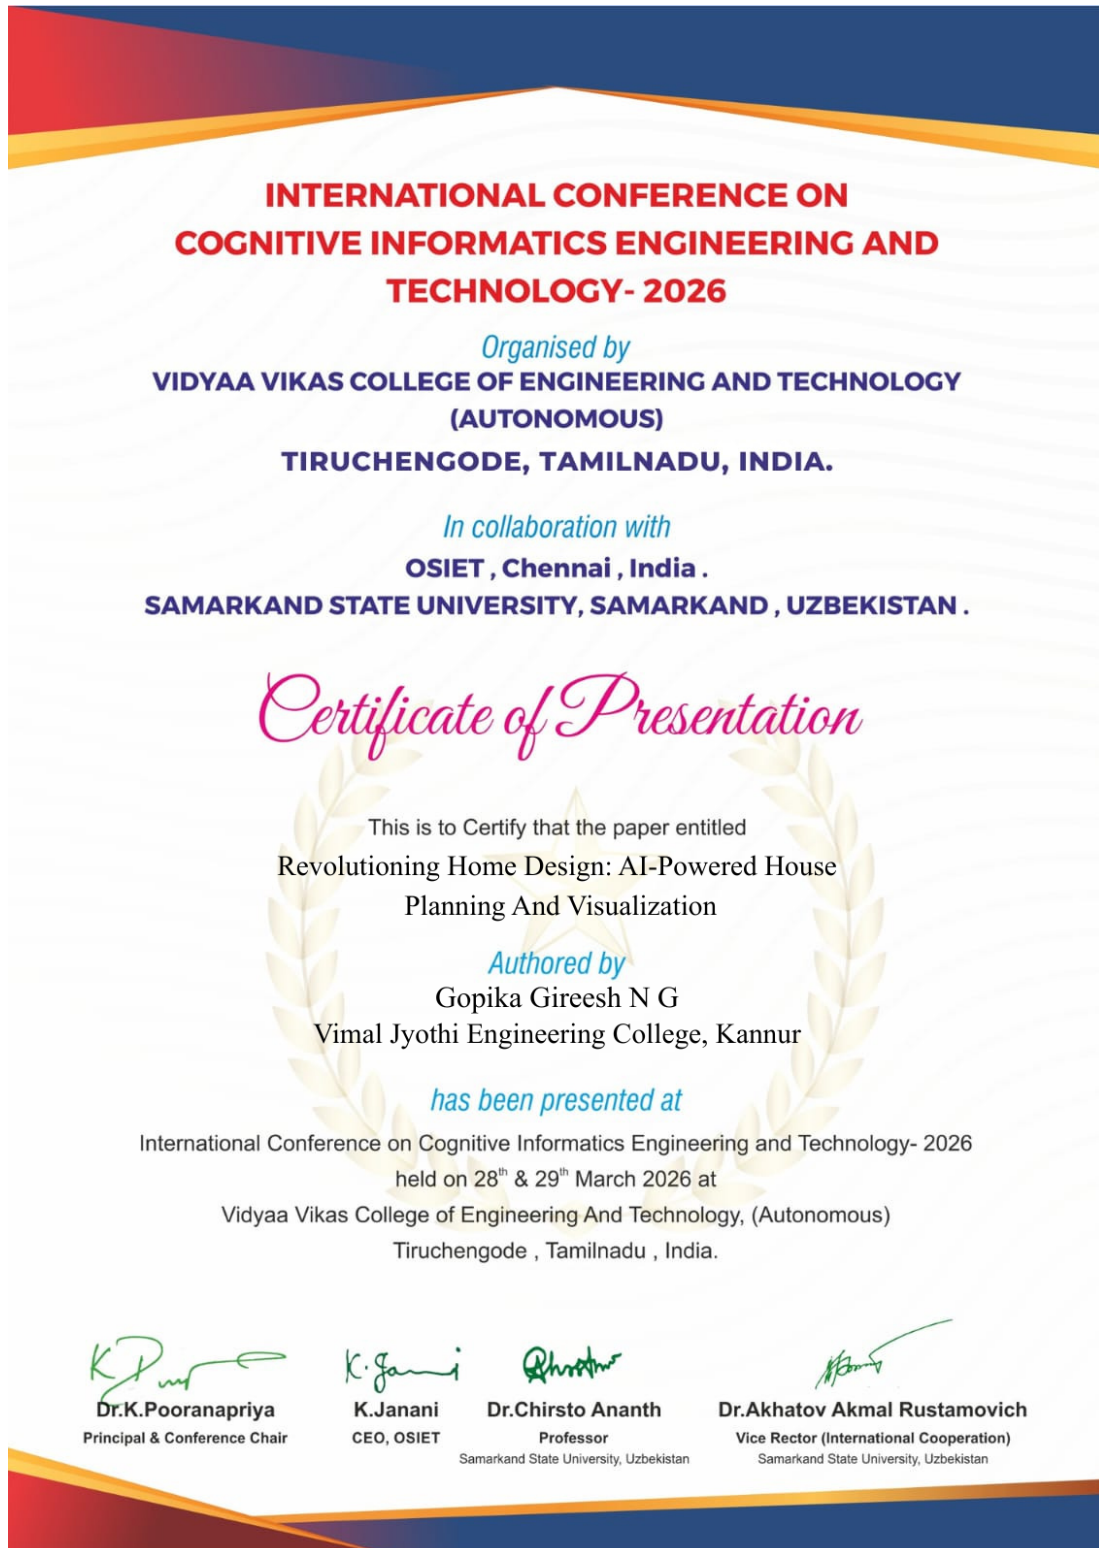 INTERNATIONAL CONFERENCE ON
COGNITIVE INFORMATICS ENGINEERING AND
TECHNOLOGY- 2026
Organised by
VIDYAA VIKAS COLLEGE OF ENGINEERING AND TECHNOLOGY
(AUTONOMOUS)
TIRUCHENGODE, TAMILNADU, INDIA.
In collaboration with
OSIET , Chennai , India .
SAMARKAND STATE UNIVERSITY, SAMARKAND , UZBEKISTAN .
Certificate of Presentation
This is to Certify that the paper entitled
Revolutioning Home Design: AI-Powered House
Planning And Visualization
Authored by
Gopika Gireesh N G
Vimal Jyothi Engineering College, Kannur
has been presented at
International Conference on Cognitive Informatics Engineering and Technology- 2026
held on 28th & 29th March 2026 at
Vidyaa Vikas College of Engineering And Technology, (Autonomous)
Tiruchengode , Tamilnadu , India.
K. Jani
Dr.K.Pooranapriya K.Janani Dr.Chirsto Ananth Dr.Akhatov Akmal Rustamovich
Principal & Conference Chair CEO, OSIET Professor Vice Rector (International Cooperation)
Samarkand State University, Uzbekistan Samarkand State University, Uzbekistan